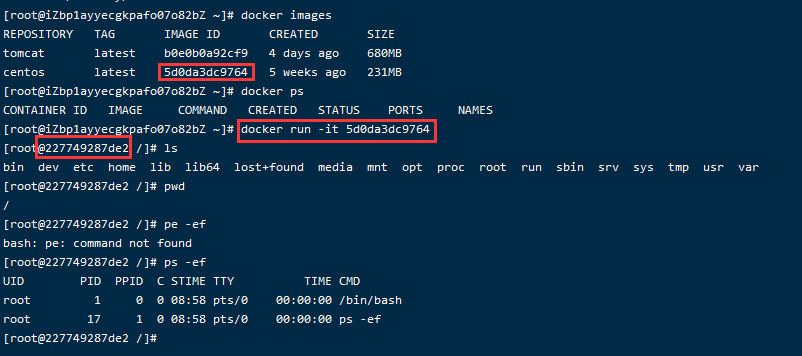 [root@iZbp1ayyecgkpafo07o82bZ ~]# docker images
REPOSITORY   TAG       IMAGE ID       CREATED       SIZE
tomcat       latest    b0e0b0a92cf9   4 days ago    680MB
centos       latest    5d0da3dc9764   5 weeks ago   231MB
[root@iZbp1ayyecgkpafo07o82bZ ~]# docker ps
CONTAINER ID   IMAGE     COMMAND   CREATED   STATUS    PORTS     NAMES
[root@iZbp1ayyecgkpafo07o82bZ ~]# docker run -it 5d0da3dc9764
[root@227749287de2 /]# ls
bin  dev  etc  home  lib  lib64  lost+found  media  mnt  opt  proc  root  run  sbin  srv  sys  tmp  usr  var
[root@227749287de2 /]# pwd
/
[root@227749287de2 /]# pe -ef
bash: pe: command not found
[root@227749287de2 /]# ps -ef
UID        PID  PPID  C STIME TTY          TIME CMD
root         1     0  0 08:58 pts/0    00:00:00 /bin/bash
root        17     1  0 08:58 pts/0    00:00:00 ps -ef
[root@227749287de2 /]#